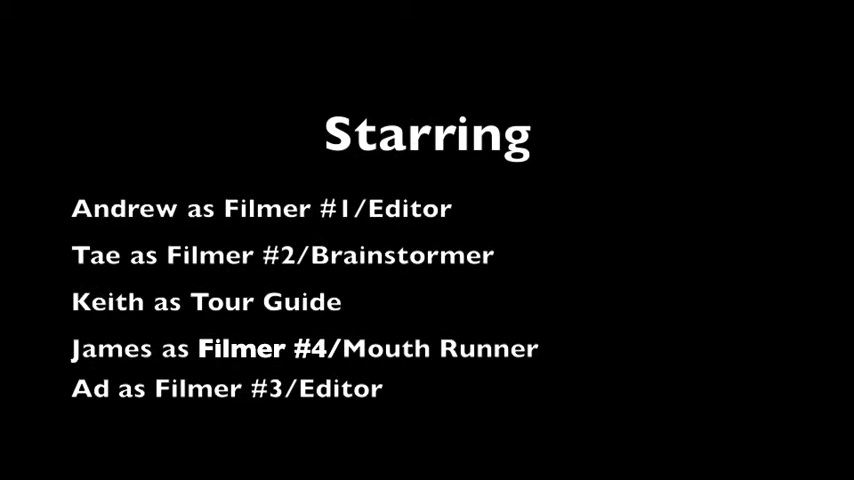 Starring
Andrew as Filmer #1/Editor
Tae as Filmer #2/Brainstormer
Keith as Tour Guide
James as Filmer #4/Mouth Runner
Ad as Filmer #3/Editor